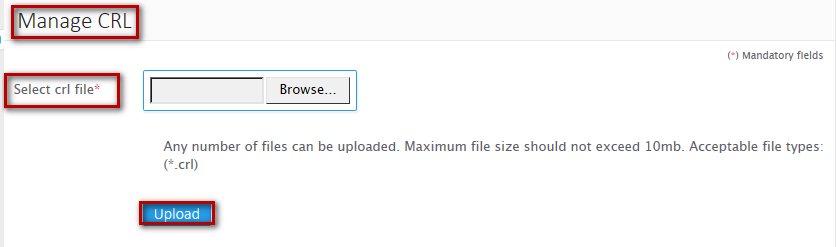 Manage CRL
(*) Mandatory fields
Select crl file*
Browse...
Any number of files can be uploaded. Maximum file size should not exceed 10mb. Acceptable file types:
(*.crl)
Upload